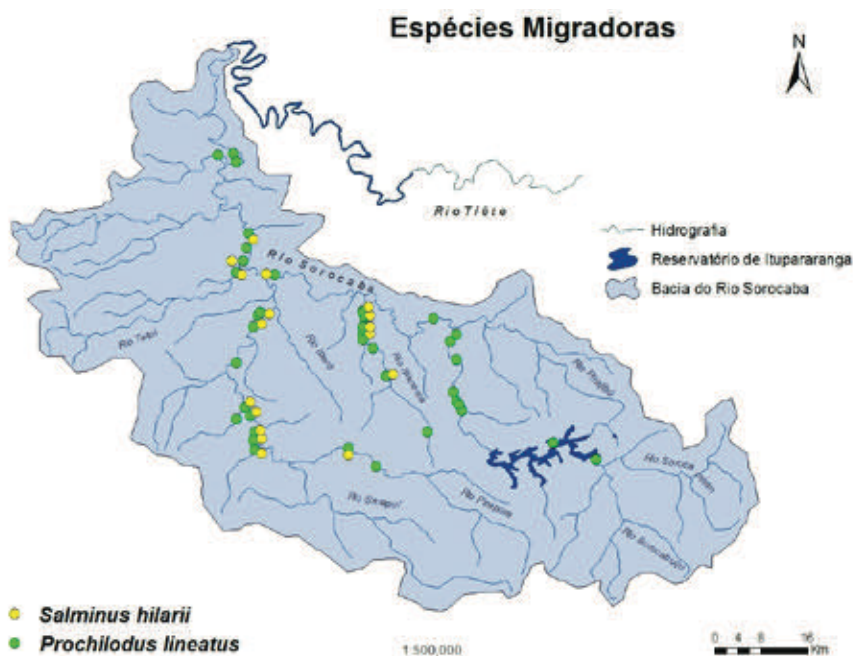 Espécies Migradoras
N
Rio Tiête
Hidrografia
Reservatório de Itupararanga
Bacia do Rio Sorocaba
Rio Sorocaba
Rio Tatuí
Rio Pirapora
Rio Sarapuí
Salminus hilarii
Prochilodus lineatus
1:500,000
0 4 8 16
Km